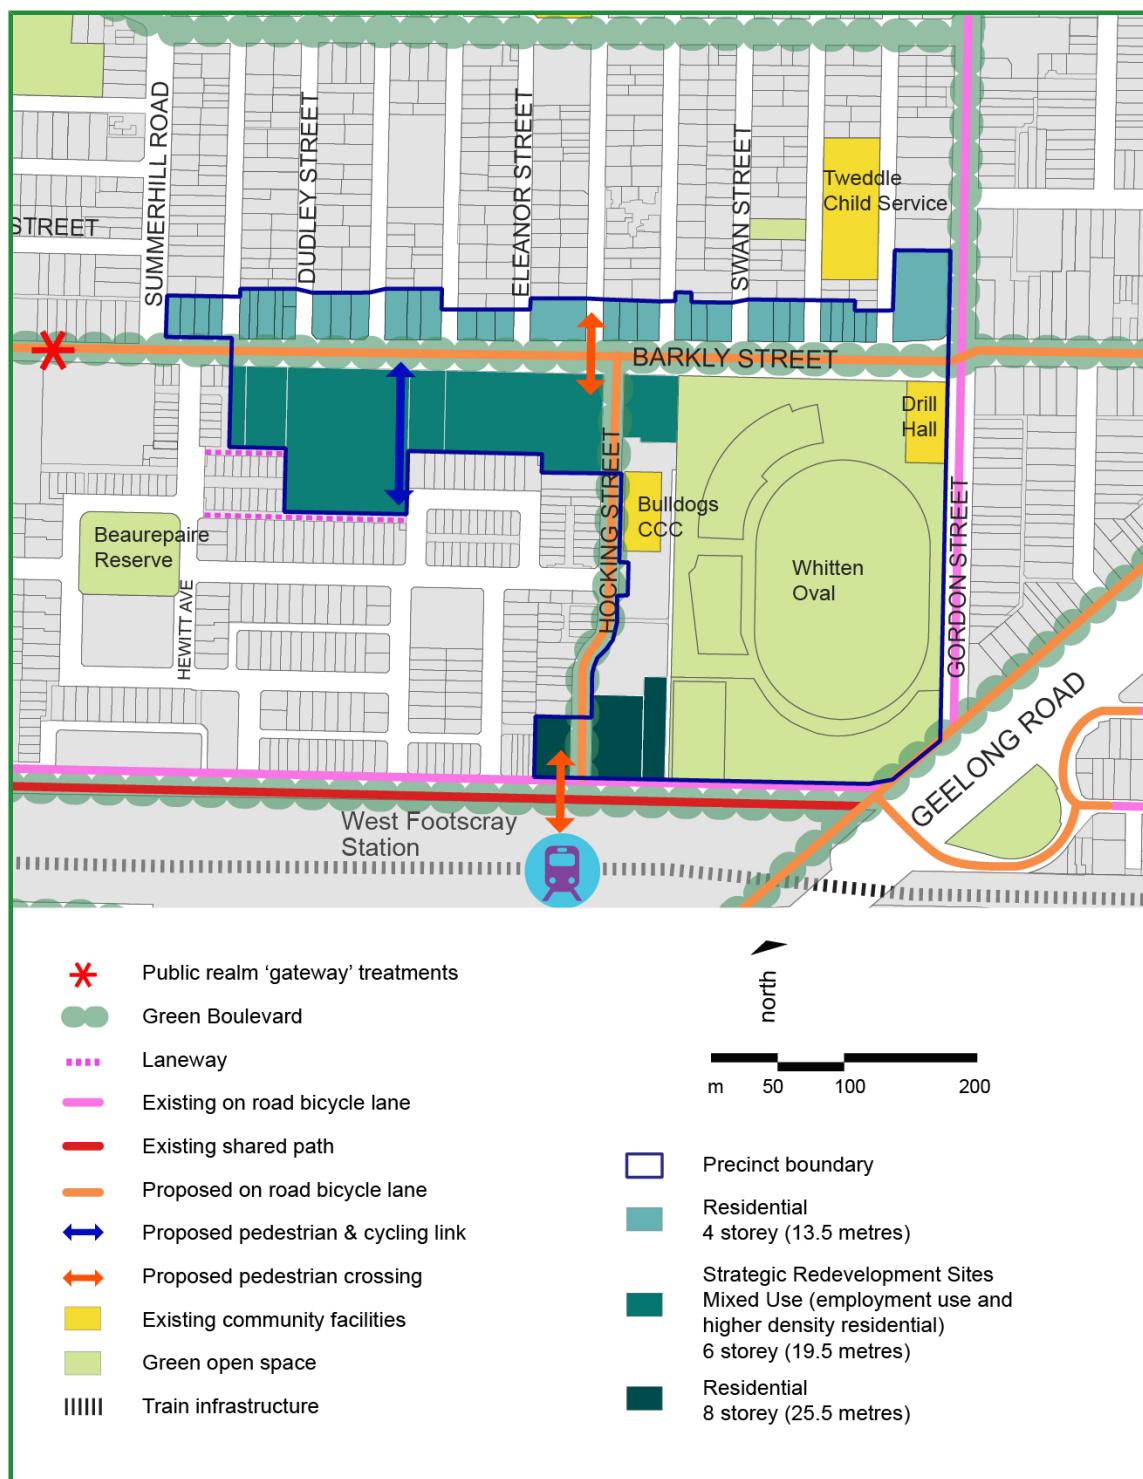 SUMMERHILL ROAD
DUDLEY STREET
ELEANOR STREET
SWAN STREET
Tweddle
Child Service
STREET
BARKLY STREET
Drill
Hall
HOCKING STREET
Bulldogs
CCC
Beaurepaire
Reserve
HEWITT AVE
Whitten
Oval
GORDON STREET
GEELONG ROAD
West Footscray
Station
Public realm ‘gateway’ treatments
Green Boulevard
Laneway
Existing on road bicycle lane
Existing shared path
Proposed on road bicycle lane
Proposed pedestrian & cycling link
Proposed pedestrian crossing
Existing community facilities
Green open space
Train infrastructure
north
m 50 100 200
Precinct boundary
Residential
4 storey (13.5 metres)
Strategic Redevelopment Sites
Mixed Use (employment use and
higher density residential)
6 storey (19.5 metres)
Residential
8 storey (25.5 metres)